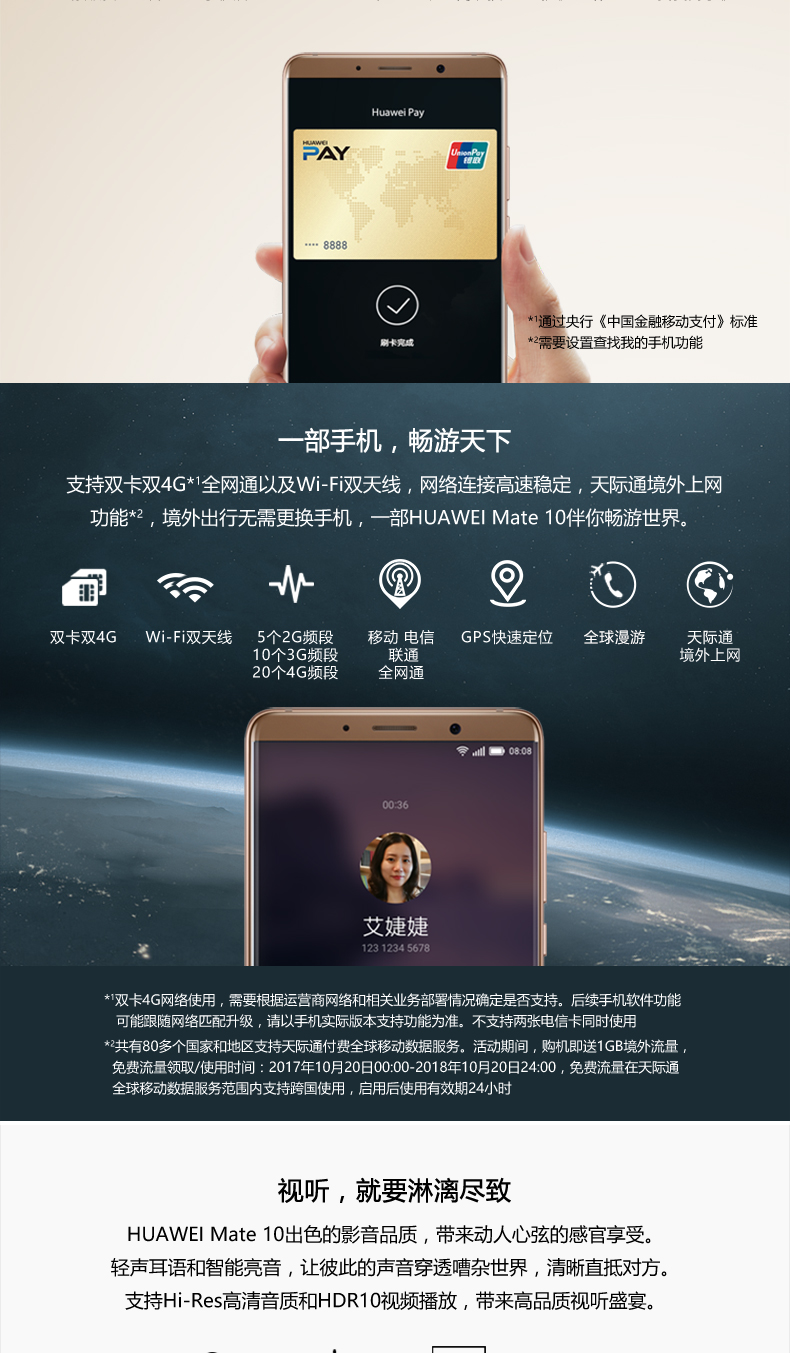 Huawei Pay
HUAWEI
PAY
UnionPay
银联
···· 8888
刷卡完成
*1通过央行《中国金融移动支付》标准
*2需要设置查找我的手机功能
一部手机，畅游天下
支持双卡双4G*1全网通以及Wi-Fi双天线，网络连接高速稳定，天际通境外上网
功能*2，境外出行无需更换手机，一部HUAWEI Mate 10伴你畅游世界。
双卡双4G
Wi-Fi双天线
5个2G频段
10个3G频段
20个4G频段
移动 电信
联通
全网通
GPS快速定位
全球漫游
天际通
境外上网
08:08
00:36
艾婕婕
123 1234 5678
*1双卡4G网络使用，需要根据运营商网络和相关业务部署情况确定是否支持。后续手机软件功能
可能跟随网络匹配升级，请以手机实际版本支持功能为准。不支持两张电信卡同时使用
*2共有80多个国家和地区支持天际通付费全球移动数据服务。活动期间，购机即送1GB境外流量，
免费流量领取/使用时间：2017年10月20日00:00-2018年10月20日24:00，免费流量在天际通
全球移动数据服务范围内支持跨国使用，启用后使用有效期24小时
视听，就要淋漓尽致
HUAWEI Mate 10出色的影音品质，带来动人心弦的感官享受。
轻声耳语和智能亮音，让彼此的声音穿透嘈杂世界，清晰直抵对方。
支持Hi-Res高清音质和HDR10视频播放，带来高品质视听盛宴。